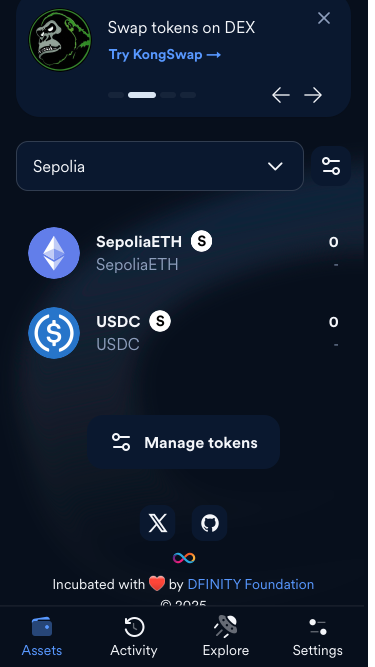 Swap tokens on DEX
Try KongSwap →
Sepolia
SepoliaETH S
0
SepoliaETH
-
USDC S
0
USDC
-
Manage tokens
Incubated with ❤️ by DFINITY Foundation
© 2025
Assets
Activity
Explore
Settings